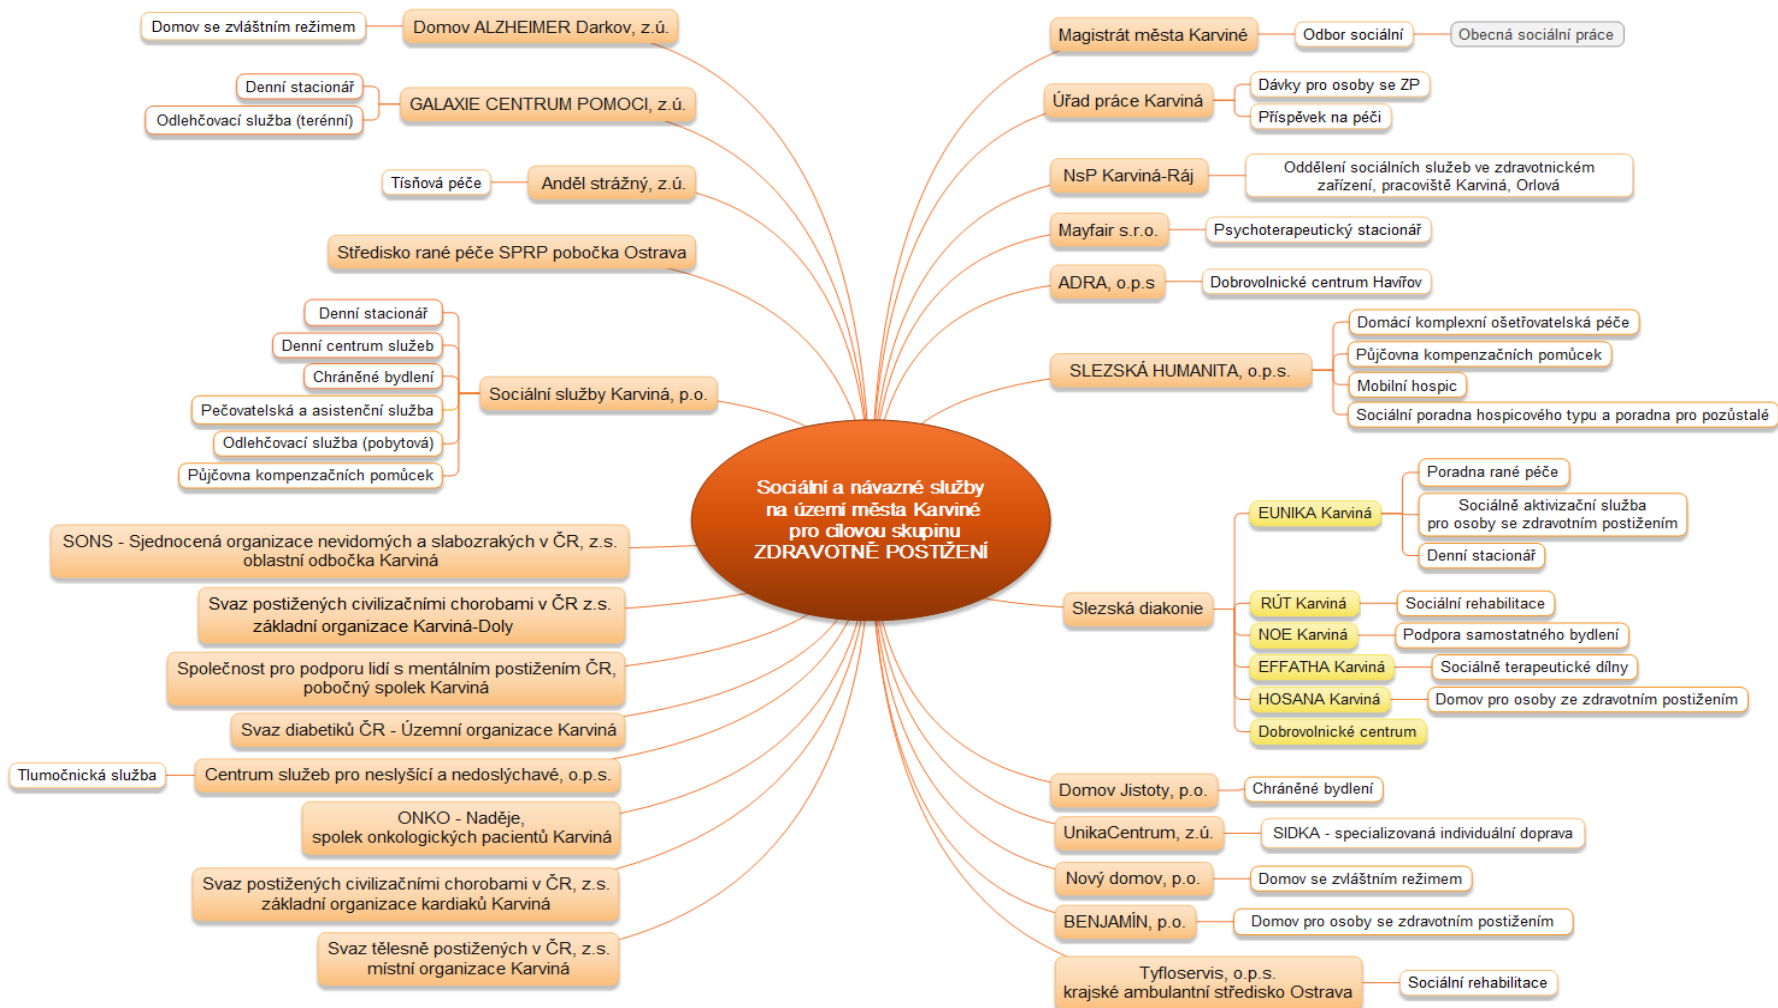 Sociální a návazné služby
na území města Karviné
pro cílovou skupinu
ZDRAVOTNĚ POSTIŽENÍ
Domov se zvláštním režimem
Domov ALZHEIMER Darkov, z.ú.
Denní stacionář
Odlehčovací služba (terénní)
GALAXIE CENTRUM POMOCI, z.ú.
Tísňová péče
Anděl strážný, z.ú.
Středisko rané péče SPRP pobočka Ostrava
Denní stacionář
Denní centrum služeb
Chráněné bydlení
Pečovatelská a asistenční služba
Odlehčovací služba (pobytová)
Půjčovna kompenzačních pomůcek
Sociální služby Karviná, p.o.
SONS - Sjednocená organizace nevidomých a slabozrakých v ČR, z.s.
oblastní odbočka Karviná
Svaz postižených civilizačními chorobami v ČR z.s.
základní organizace Karviná-Doly
Společnost pro podporu lidí s mentálním postižením ČR,
pobočný spolek Karviná
Svaz diabetiků ČR - Územní organizace Karviná
Tlumočnická služba
Centrum služeb pro neslyšící a nedoslýchavé, o.p.s.
ONKO - Naděje,
spolek onkologických pacientů Karviná
Svaz postižených civilizačními chorobami v ČR, z.s.
základní organizace kardiaků Karviná
Svaz tělesně postižených v ČR, z.s.
místní organizace Karviná
Magistrát města Karviné
Odbor sociální
Obecná sociální práce
Úřad práce Karviná
Dávky pro osoby se ZP
Příspěvek na péči
NsP Karviná-Ráj
Oddělení sociálních služeb ve zdravotnickém
zařízení, pracoviště Karviná, Orlová
Mayfair s.r.o.
Psychoterapeutický stacionář
ADRA, o.p.s
Dobrovolnické centrum Havířov
SLEZSKÁ HUMANITA, o.p.s.
Domácí komplexní ošetřovatelská péče
Půjčovna kompenzačních pomůcek
Mobilní hospic
Sociální poradna hospicového typu a poradna pro pozůstalé
Slezská diakonie
EUNIKA Karviná
Poradna rané péče
Sociálně aktivizační služba
pro osoby se zdravotním postižením
Denní stacionář
RÚT Karviná
Sociální rehabilitace
NOE Karviná
Podpora samostatného bydlení
EFFATHA Karviná
Sociálně terapeutické dílny
HOSANA Karviná
Domov pro osoby ze zdravotním postižením
Dobrovolnické centrum
Domov Jistoty, p.o.
Chráněné bydlení
UnikaCentrum, z.ú.
SIDKA - specializovaná individuální doprava
Nový domov, p.o.
Domov se zvláštním režimem
BENJAMÍN, p.o.
Domov pro osoby se zdravotním postižením
Tyfloservis, o.p.s.
krajské ambulantní středisko Ostrava
Sociální rehabilitace